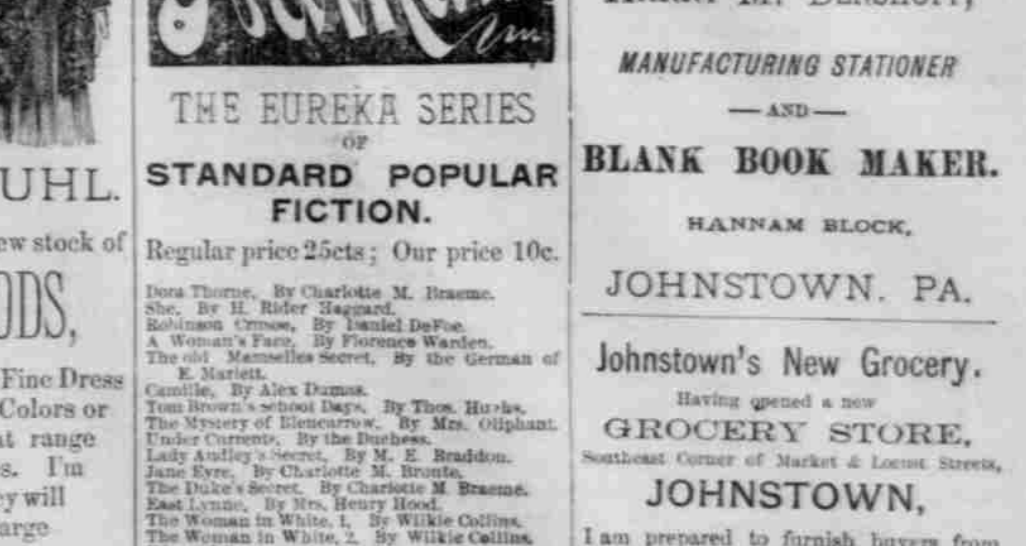 UHL.
ew stock of
ODS,
Fine Dress
Colors or
at range
s. I'm
ey will
arge
THE EUREKA SERIES
OF
STANDARD POPULAR
FICTION.
Regular price 25cts; Our price 10c.
Dora Thorne, By Charlotte M. Braeme.
She, By H. Rider Haggard.
Robinson Crusoe, By Daniel DeFoe.
A Woman's Face, By Florence Warden.
The old Mamselles Secret, By the German of
E. Marlett.
Camille, By Alex Dumas.
Tom Brown's School Days, By Thos. Hughs.
The Mystery of Blencarrow, By Mrs. Oliphant.
Under Currents, By the Duchess.
Lady Audley's Secret, By M. E. Braddon.
Jane Eyre, By Charlotte M. Bronte.
The Duke's Secret, By Charlotte M Braeme.
East Lynne, By Mrs. Henry Hood.
The Woman in White, 1, By Wilkie Collins.
The Woman in White, 2, By Wilkie Collins.
MANUFACTURING STATIONER
— AND —
BLANK BOOK MAKER.
HANNAM BLOCK,
JOHNSTOWN, PA.
Johnstown's New Grocery.
Having opened a new
GROCERY STORE,
Southeast Corner of Market & Locust Streets,
JOHNSTOWN,
I am prepared to furnish buyers from